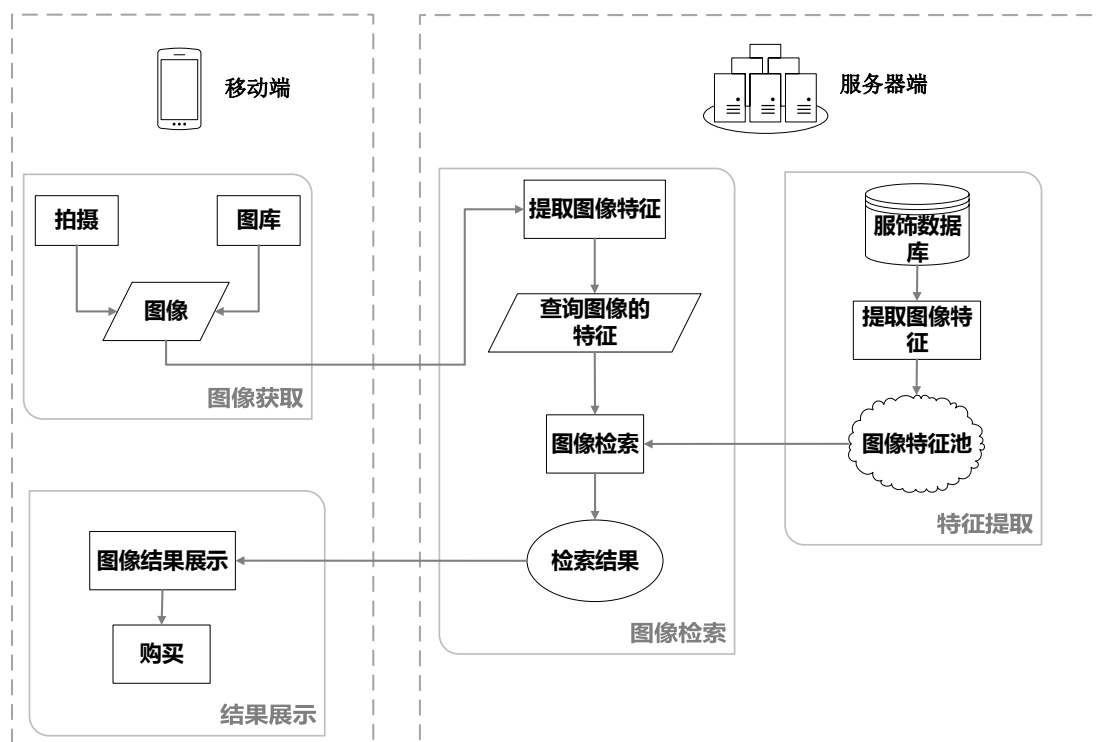 移动端
拍摄
图库
图像
图像获取
图像结果展示
购买
结果展示
服务器端
提取图像特征
查询图像的
特征
图像检索
检索结果
图像检索
服饰数据
库
提取图像特
征
图像特征池
特征提取